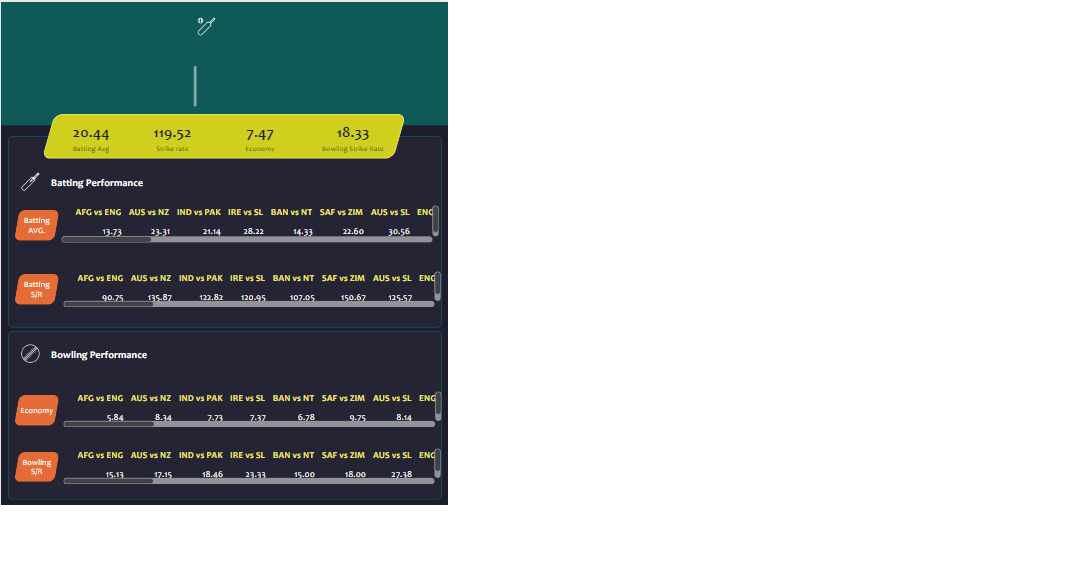 20.44 119.52 7.47 18.33
Batting Avg Strike rate Economy Bowling Strike Rate
Batting Performance
Batting AVG.
AFG vs ENG AUS vs NZ IND vs PAK IRE vs SL BAN vs NT SAF vs ZIM AUS vs SL ENG
13.73 23.31 21.14 28.22 14.33 22.60 30.56
Batting S/R
AFG vs ENG AUS vs NZ IND vs PAK IRE vs SL BAN vs NT SAF vs ZIM AUS vs SL ENG
90.75 135.87 122.82 120.95 107.05 150.67 125.57
Bowling Performance
Economy
AFG vs ENG AUS vs NZ IND vs PAK IRE vs SL BAN vs NT SAF vs ZIM AUS vs SL ENG
5.84 8.34 7.73 7.37 6.78 9.75 8.14
Bowling S/R
AFG vs ENG AUS vs NZ IND vs PAK IRE vs SL BAN vs NT SAF vs ZIM AUS vs SL ENG
15.13 17.15 18.46 23.33 15.00 18.00 27.38